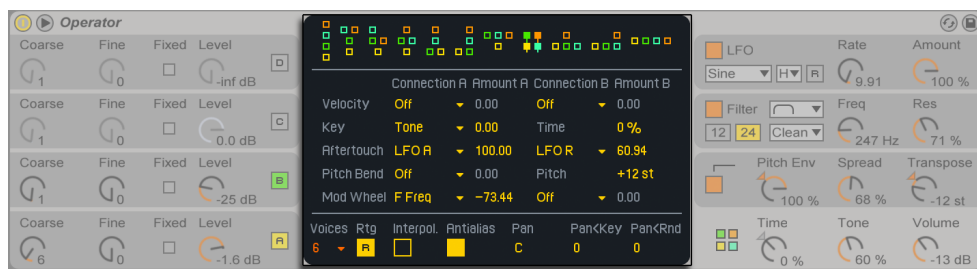 Operator
Coarse Fine Fixed Level
1 0 -inf dB D
Coarse Fine Fixed Level
1 0 0.0 dB C
Coarse Fine Fixed Level
1 0 -25 dB B
Coarse Fine Fixed Level
6 0 -1.6 dB A
Connection A Amount A Connection B Amount B
Velocity Off 0.00 Off 0.00
Key Tone 0.00 Time 0 %
Aftertouch LFO A 100.00 LFO R 60.94
Pitch Bend Off 0.00 Pitch +12 st
Mod Wheel F Freq -73.44 Off 0.00
Voices Rtg Interpol. Antialias Pan Pan<Key Pan<Rnd
6 R C 0 0
LFO Rate Amount
Sine H R 9.91 100 %
Filter Freq Res
12 24 Clean 247 Hz 71 %
Pitch Env Spread Transpose
100 % 68 % -12 st
Time Tone Volume
0 % 60 % -13 dB